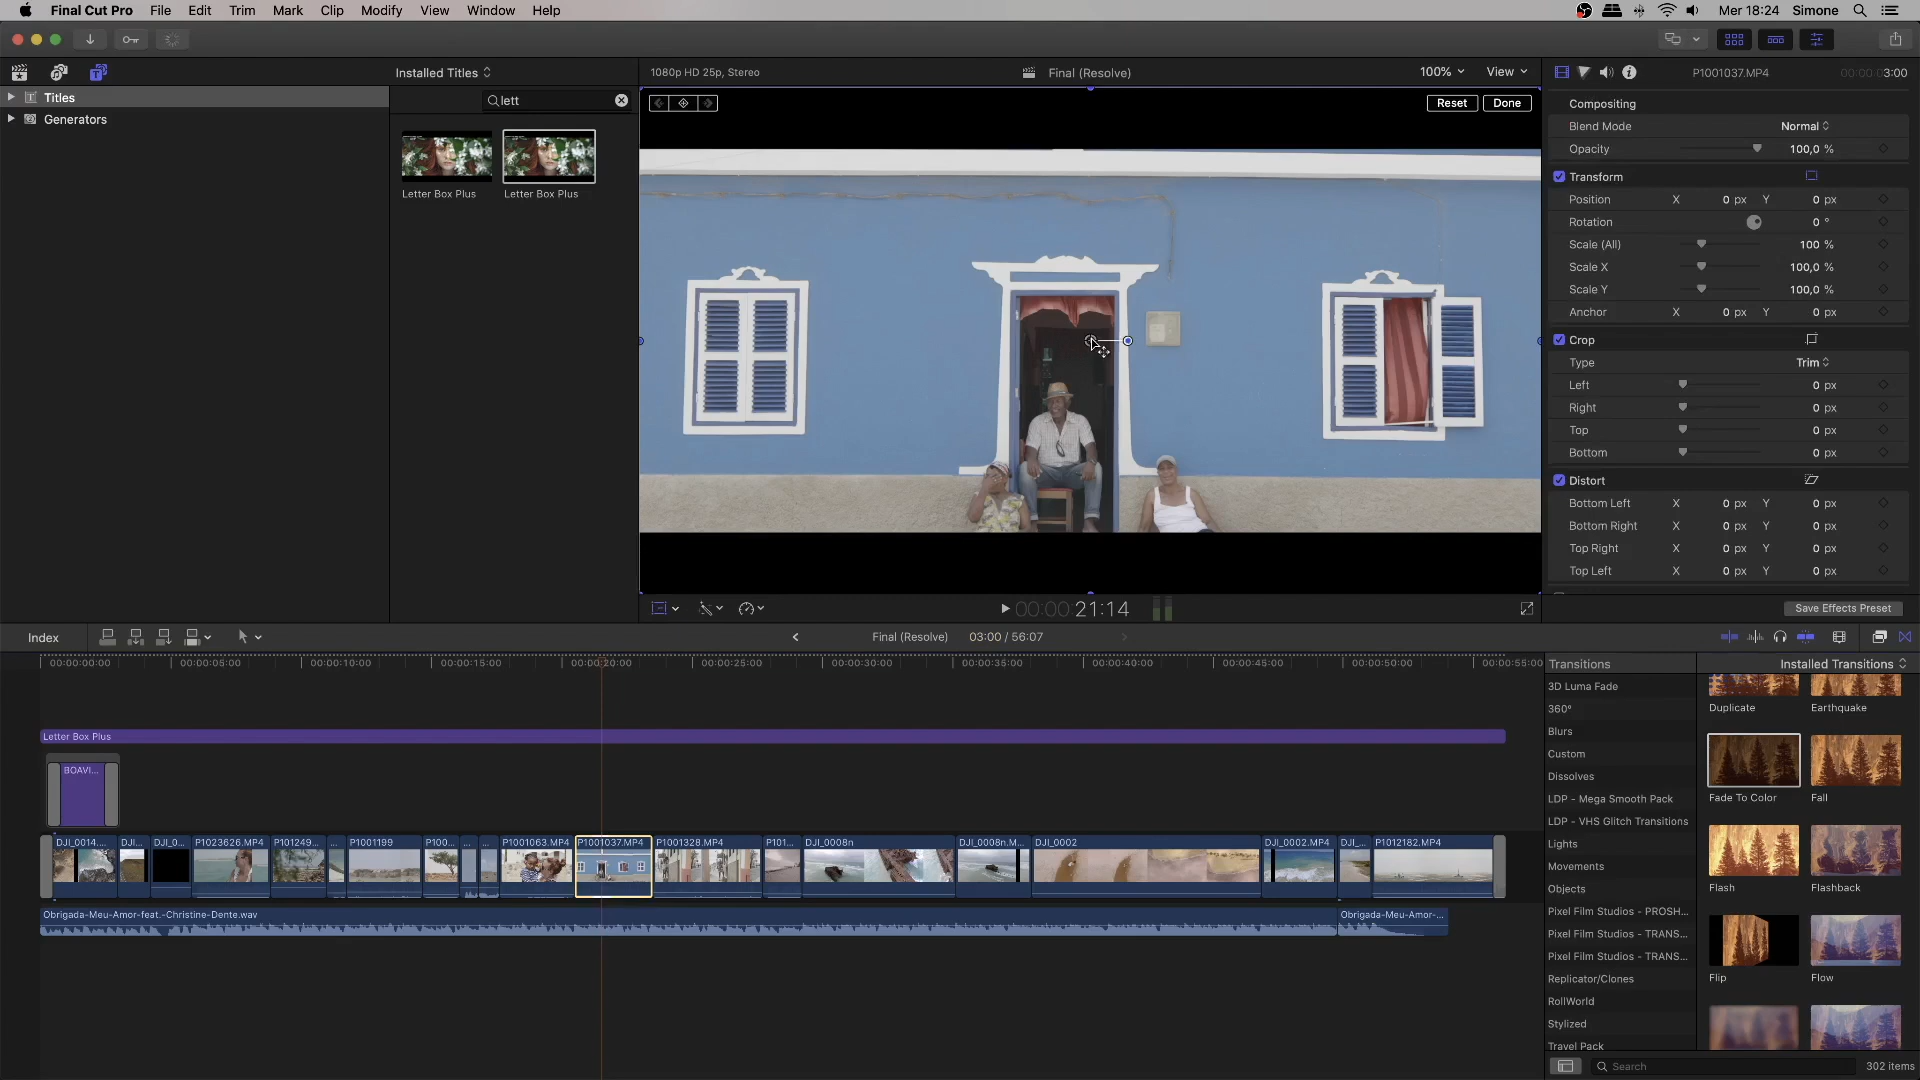 Final Cut Pro File Edit Trim Mark Clip Modify View Window Help Mer 18:24 Simone
Installed Titles
1080p HD 25p, Stereo Final (Resolve) 100% View
P1001037.MP4 00:00:03:00
Titles
Generators
lett
Letter Box Plus Letter Box Plus
Reset Done
Compositing
Blend Mode Normal
Opacity 100,0 %
Transform
Position X 0 px Y 0 px
Rotation 0 °
Scale (All) 100 %
Scale X 100,0 %
Scale Y 100,0 %
Anchor X 0 px Y 0 px
Crop
Type Trim
Left 0 px
Right 0 px
Top 0 px
Bottom 0 px
Distort
Bottom Left X 0 px Y 0 px
Bottom Right X 0 px Y 0 px
Top Right X 0 px Y 0 px
Top Left X 0 px Y 0 px
00:00:21:14
Save Effects Preset
Index
Final (Resolve) 03:00 / 56:07
00:00:00:00 00:00:05:00 00:00:10:00 00:00:15:00 00:00:20:00 00:00:25:00 00:00:30:00 00:00:35:00 00:00:40:00 00:00:45:00 00:00:50:00 00:00:55:00
Letter Box Plus
BOAVI...
DJI_0014.... DJI... DJI_0... P1023626.MP4 P101249... ... P1001199 P100... ... ... P1001063.MP4 P1001037.MP4 P1001328.MP4 P101... DJI_0008n DJI_0008n.M... DJI_0002 DJI_0002.MP4 DJI_... P1012182.MP4
Obrigada-Meu-Amor-feat.-Christine-Dente.wav Obrigada-Meu-Amor-...
Transitions Installed Transitions
3D Luma Fade
360°
Blurs
Custom
Dissolves
LDP - Mega Smooth Pack
LDP - VHS Glitch Transitions
Lights
Movements
Objects
Pixel Film Studios - PROSH...
Pixel Film Studios - TRANS...
Pixel Film Studios - TRANS...
Replicator/Clones
RollWorld
Stylized
Travel Pack
Duplicate Earthquake
Fade To Color Fall
Flash Flashback
Flip Flow
Search 302 items